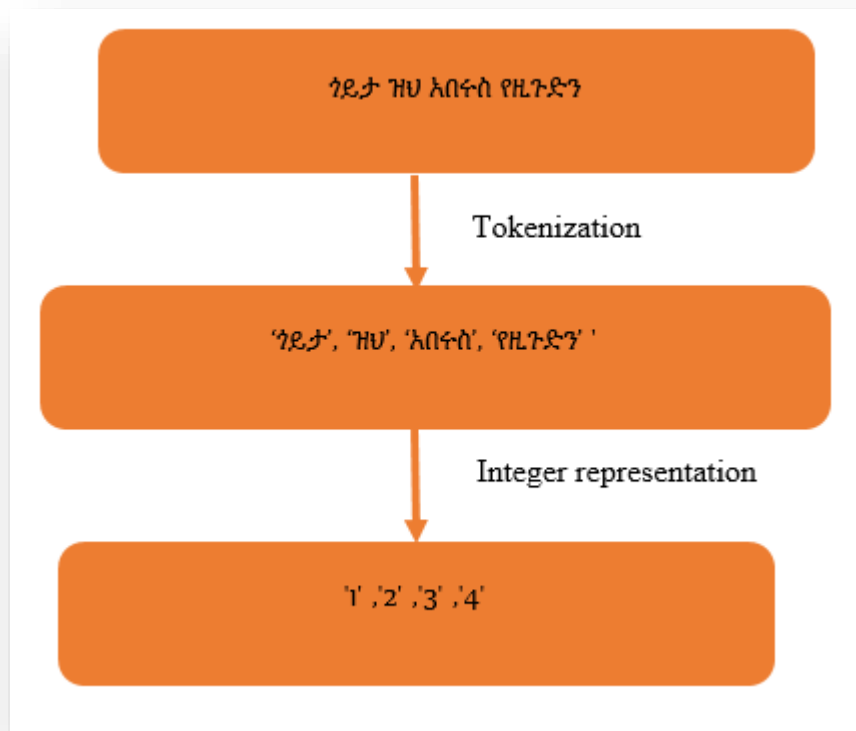 ጎይታ ዝህ አበሩስ የዚጉድን
Tokenization
‘ጎይታ’, ‘ዝህ’, ‘አበሩስ’, ‘የዚጉድን’ '
Integer representation
'1' ,'2' ,'3' ,'4'